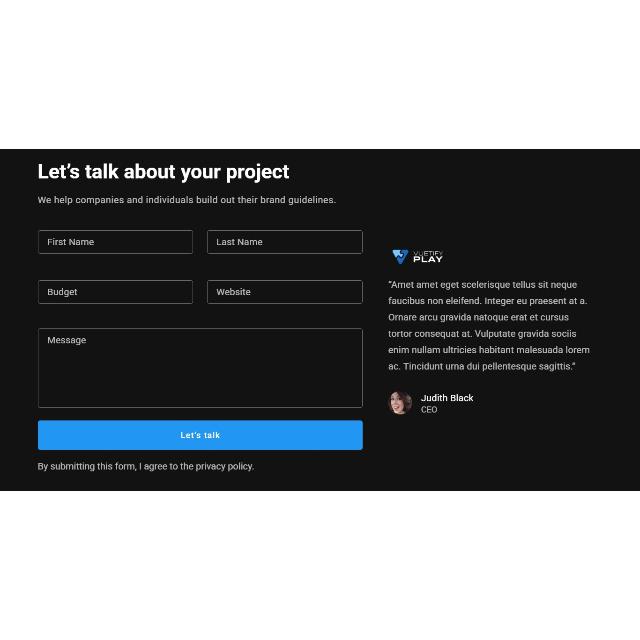 Let's talk about your project
We help companies and individuals build out their brand guidelines.
First Name
Last Name
Budget
Website
Message
Let's talk
By submitting this form, I agree to the privacy policy.
VUETIFY
PLAY
“Amet amet eget scelerisque tellus sit neque
faucibus non eleifend. Integer eu praesent at a.
Ornare arcu gravida natoque erat et cursus
tortor consequat at. Vulputate gravida sociis
enim nullam ultricies habitant malesuada lorem
ac. Tincidunt urna dui pellentesque sagittis.”
Judith Black
CEO